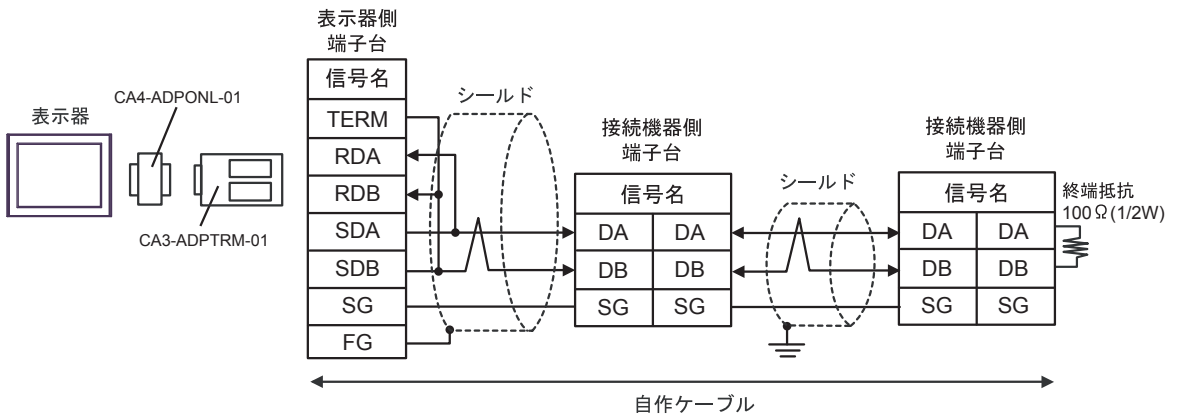 表示器側
端子台
信号名
CA4-ADPONL-01
シールド
表示器
TERM
接続機器側
端子台
接続機器側
端子台
RDA
シールド
終端抵抗
100Ω(1/2W)
信号名
信号名
RDB
CA3-ADPTRM-01
SDA
DA DA
DA DA
SDB
DB DB
DB DB
SG
SG SG
SG SG
FG
自作ケーブル